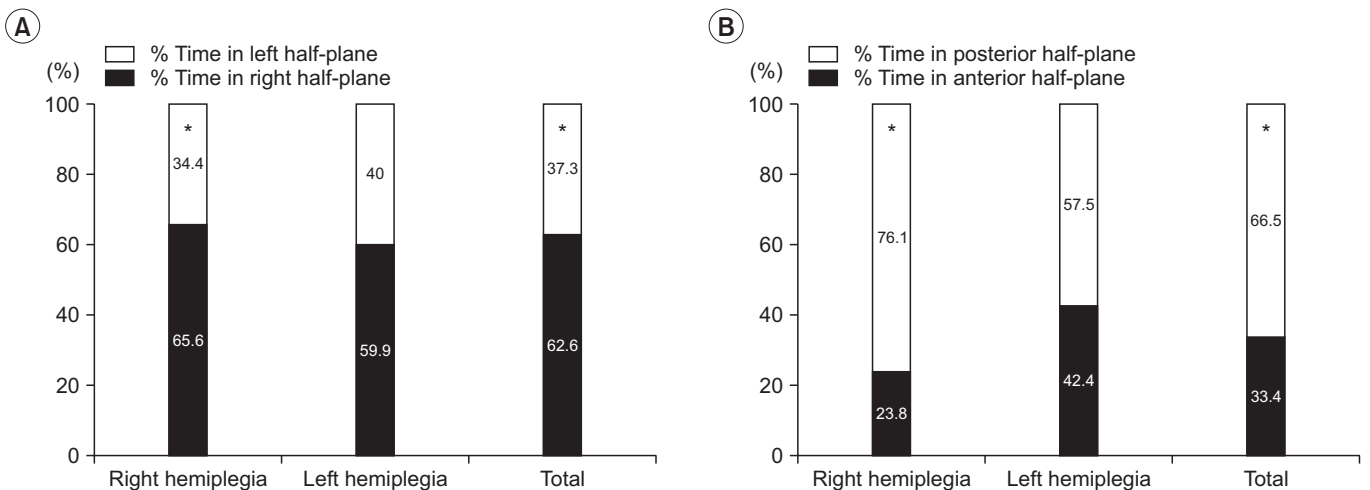 A
% Time in left half-plane
% Time in right half-plane
(%)
100
80
60
40
20
0
*
34.4
65.6
40
59.9
*
37.3
62.6
Right hemiplegia
Left hemiplegia
Total
B
% Time in posterior half-plane
% Time in anterior half-plane
(%)
100
80
60
40
20
0
*
76.1
23.8
57.5
42.4
*
66.5
33.4
Right hemiplegia
Left hemiplegia
Total